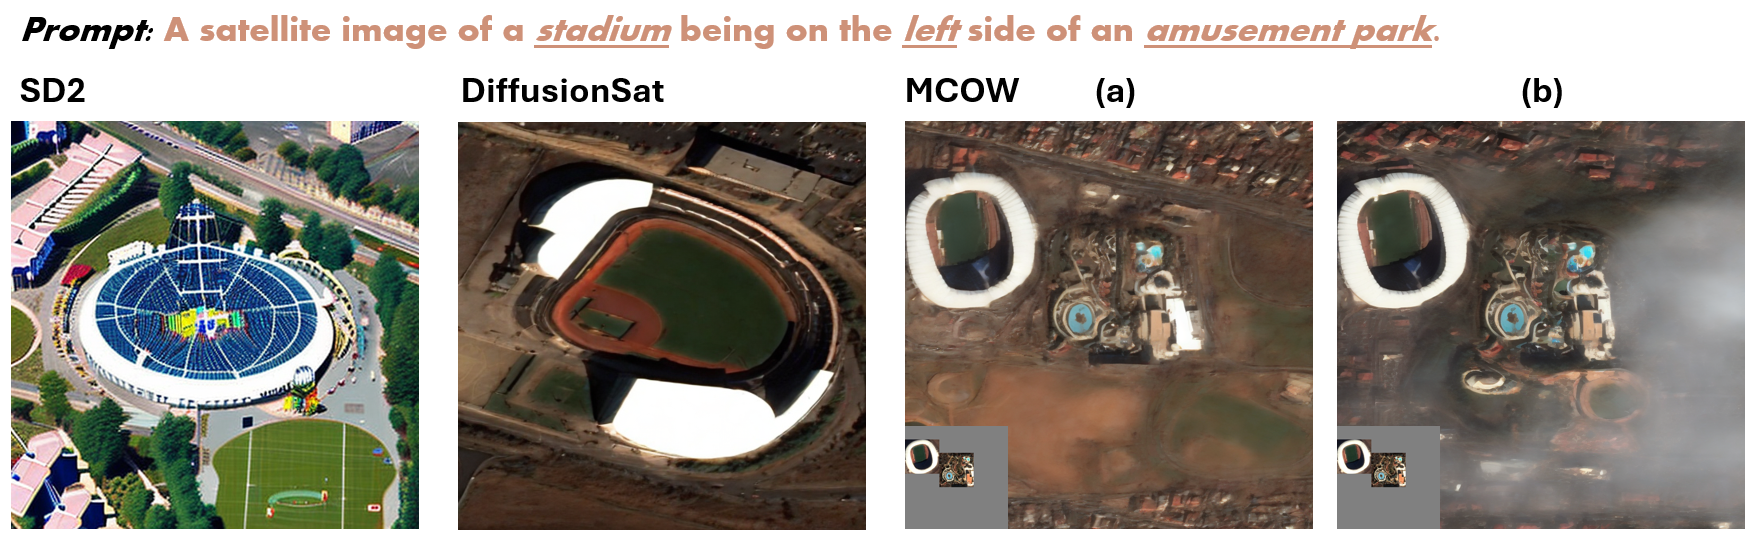 Prompt: A satellite image of a stadium being on the left side of an amusement park.
SD2 DiffusionSat MCOW (a) (b)